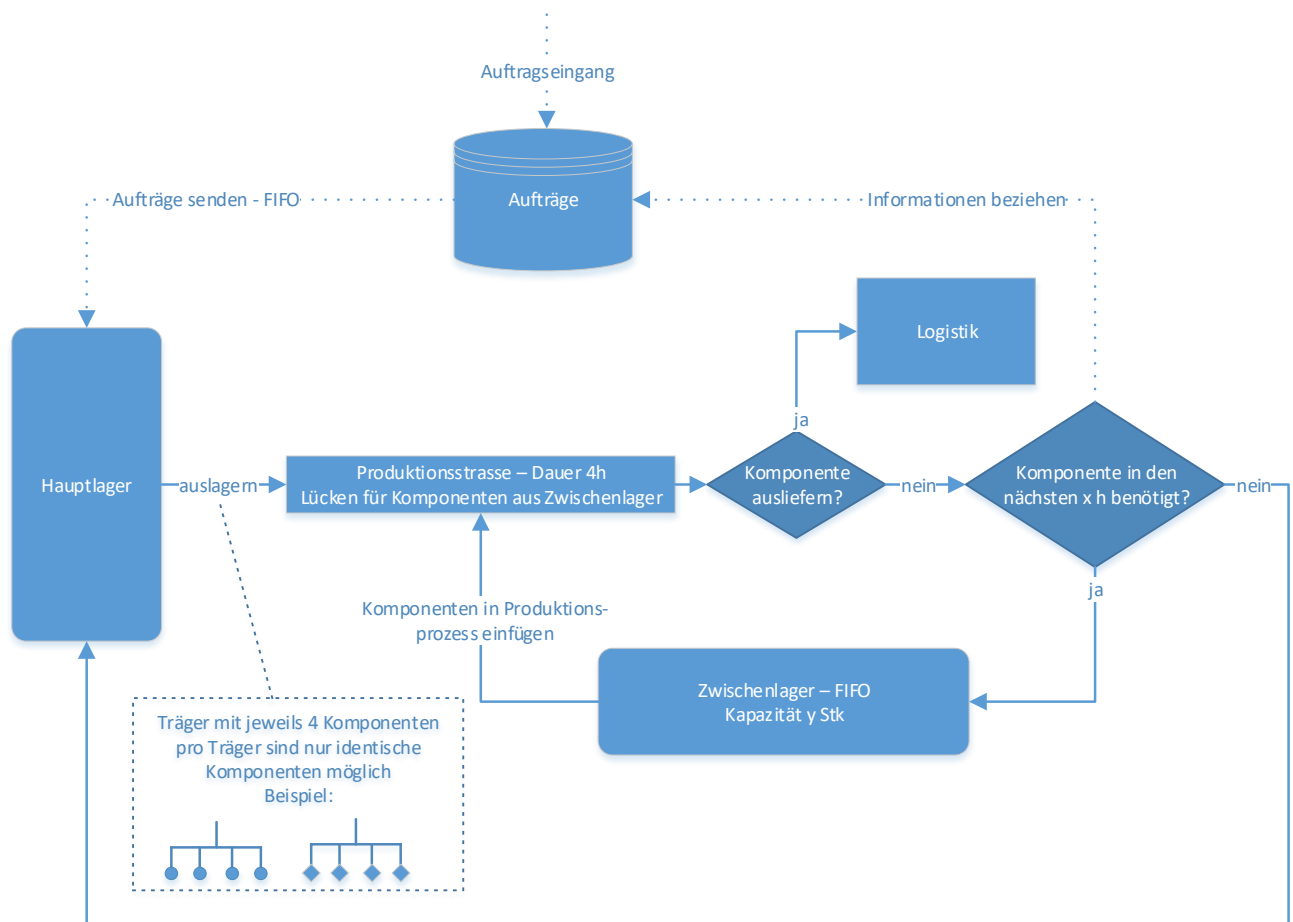 Auftragseingang
Aufträge senden - FIFO
Aufträge
Informationen beziehen
Logistik
Hauptlager
auslagern
Produktionsstrasse – Dauer 4h
Lücken für Komponenten aus Zwischenlager
ja
Komponente
ausliefern?
nein
Komponente in den
nächsten x h benötigt?
nein
ja
Komponenten in Produktions-
prozess einfügen
Zwischenlager – FIFO
Kapazität y Stk
Träger mit jeweils 4 Komponenten
pro Träger sind nur identische
Komponenten möglich
Beispiel: